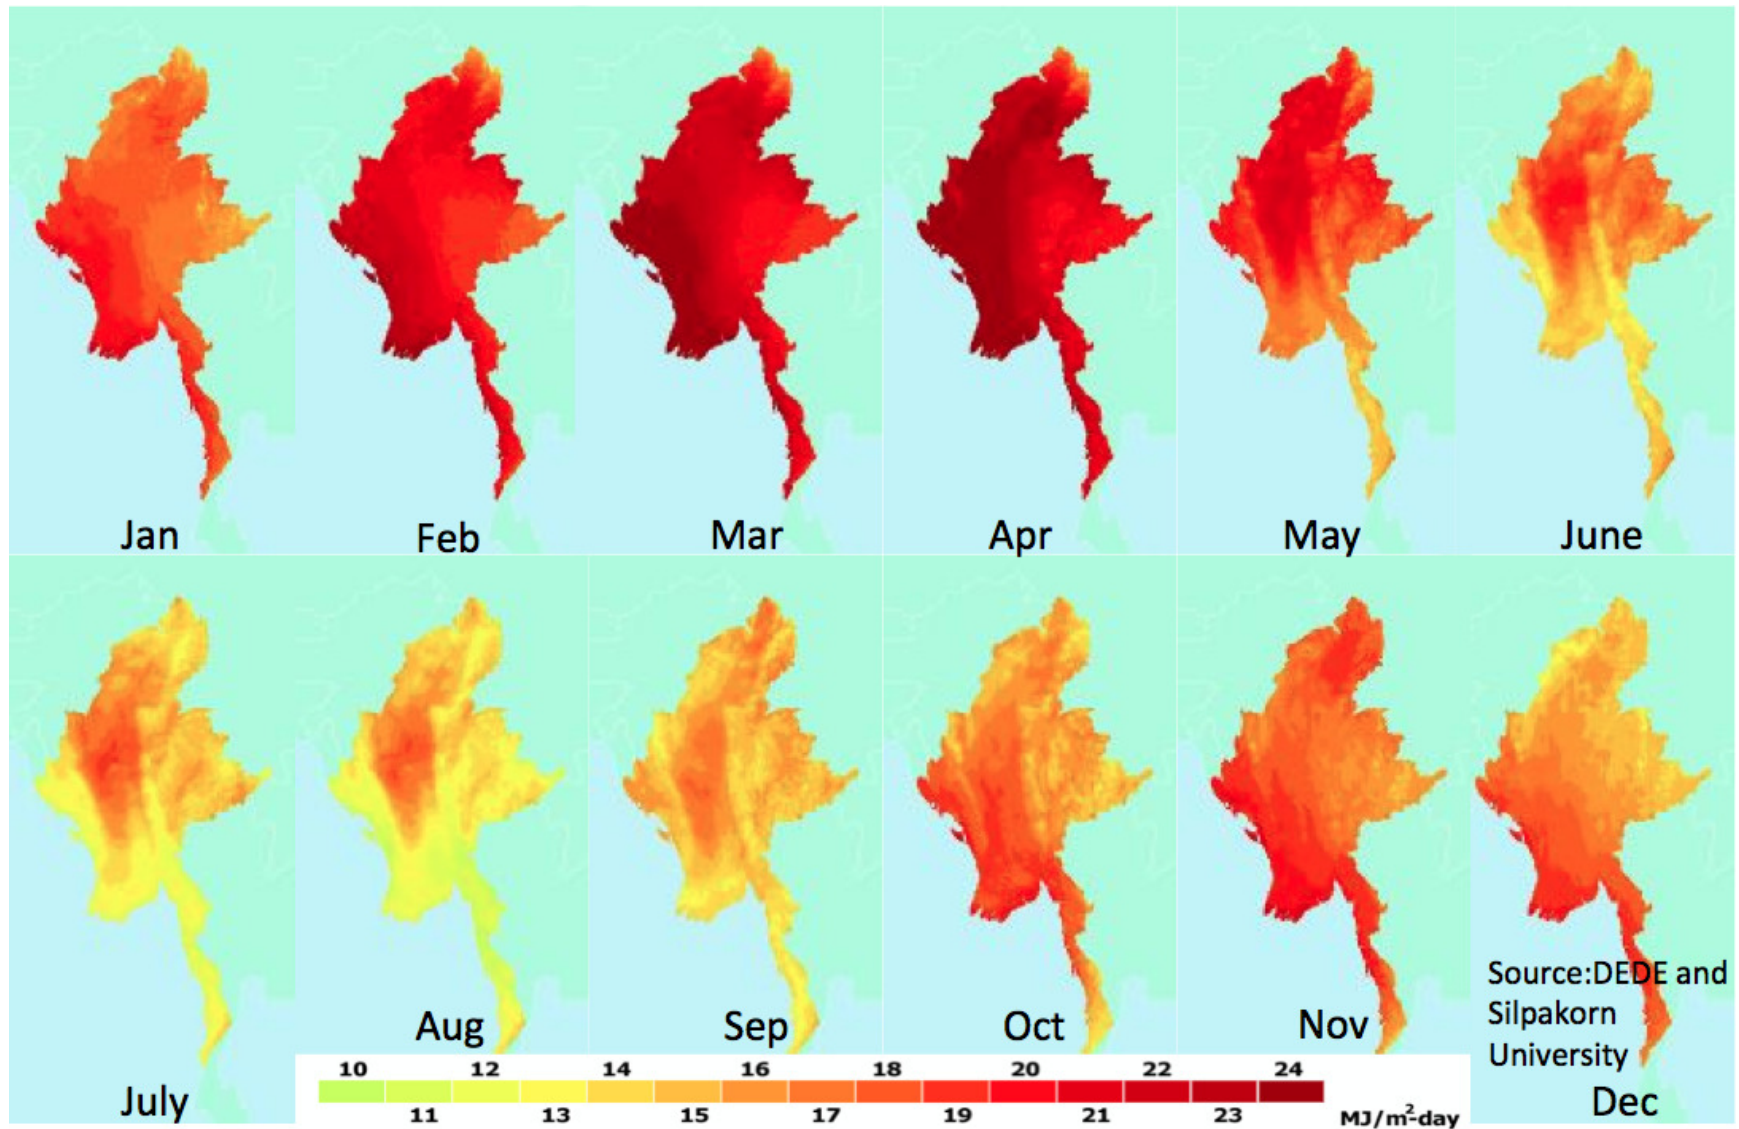 Jan
Feb
Mar
Apr
May
June
July
Aug
Sep
Oct
Nov
Dec
Source:DEDE and
Silpakorn
University
10 12 14 16 18 20 22 24
11 13 15 17 19 21 23
MJ/m²-day